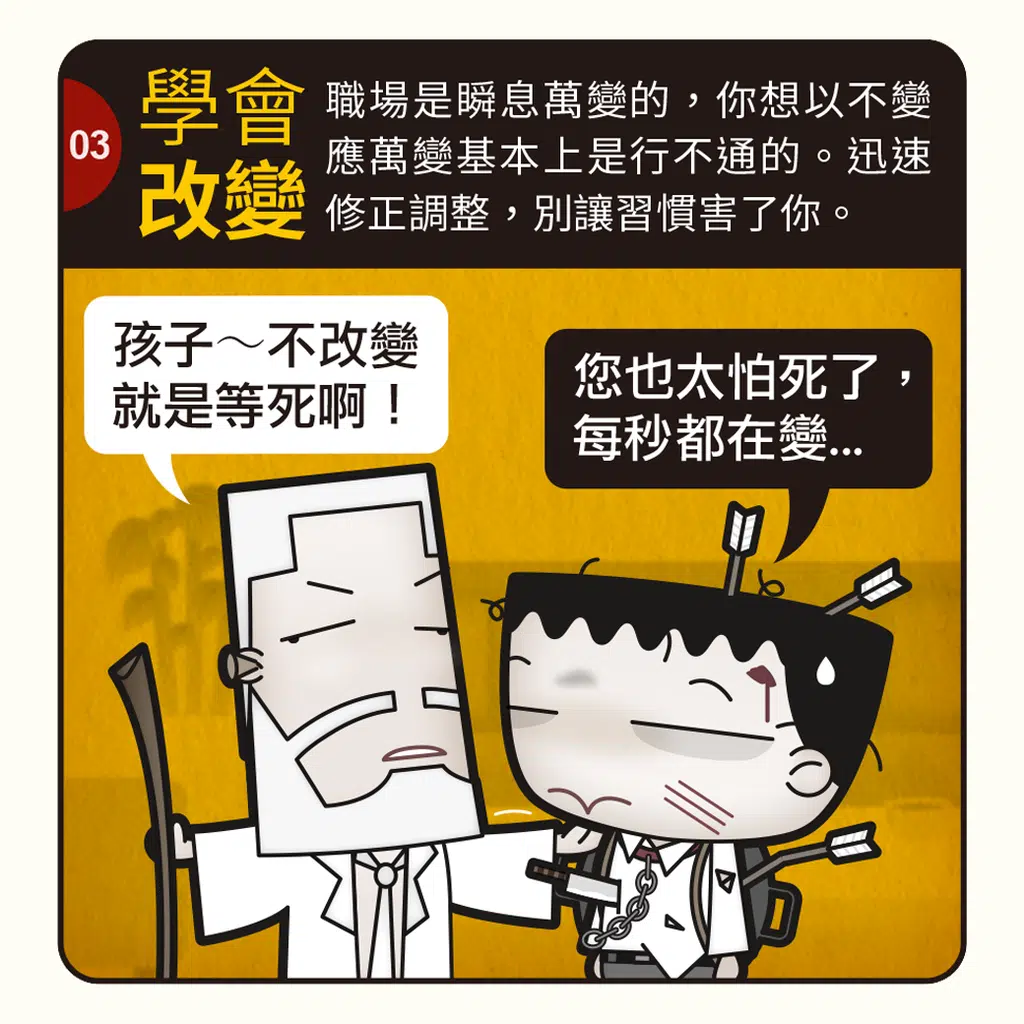 03
學會
改變
職場是瞬息萬變的，你想以不變
應萬變基本上是行不通的。迅速
修正調整，別讓習慣害了你。
孩子～不改變
就是等死啊！
您也太怕死了，
每秒都在變...